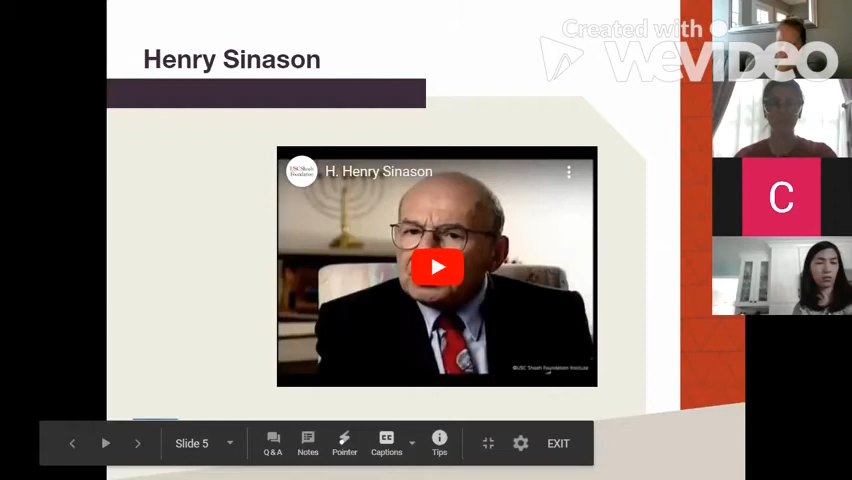 Henry Sinason
Created with
WEVIDEO
USC Shoah
Foundation
H. Henry Sinason
©USC Shoah Foundation Institute
C
Slide 5
Q & A
Notes
Pointer
CC
Captions
Tips
EXIT